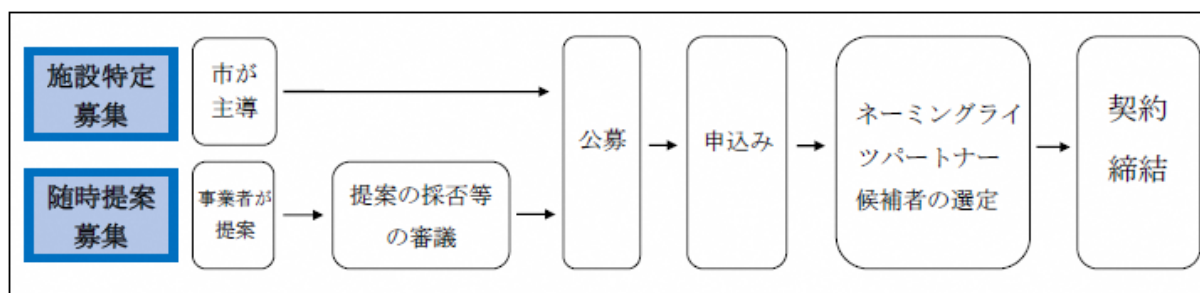 施設特定
募集
市が
主導
随時提案
募集
事業者が
提案
提案の採否等
の審議
公募
申込み
ネーミングライ
ツパートナー
候補者の選定
契約
締結